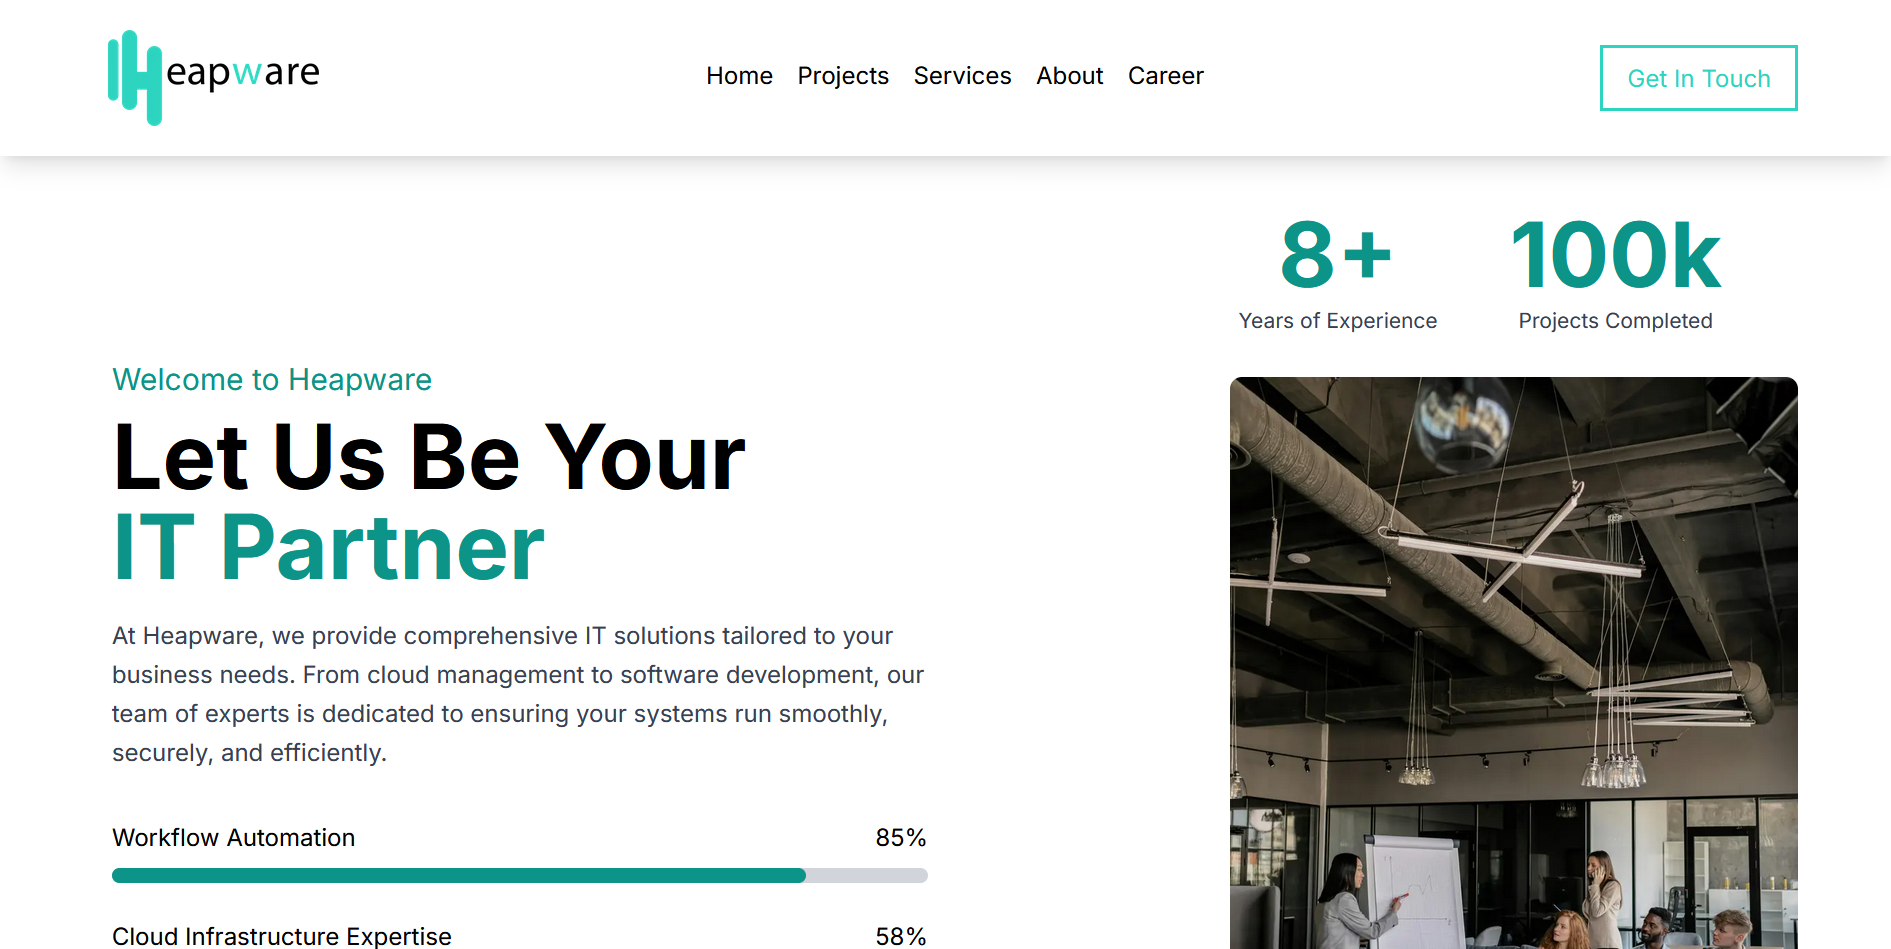 Heapware
Home Projects Services About Career
Get In Touch
8+
Years of Experience
100k
Projects Completed
Welcome to Heapware
Let Us Be Your
IT Partner
At Heapware, we provide comprehensive IT solutions tailored to your
business needs. From cloud management to software development, our
team of experts is dedicated to ensuring your systems run smoothly,
securely, and efficiently.
Workflow Automation 85%
Cloud Infrastructure Expertise 58%